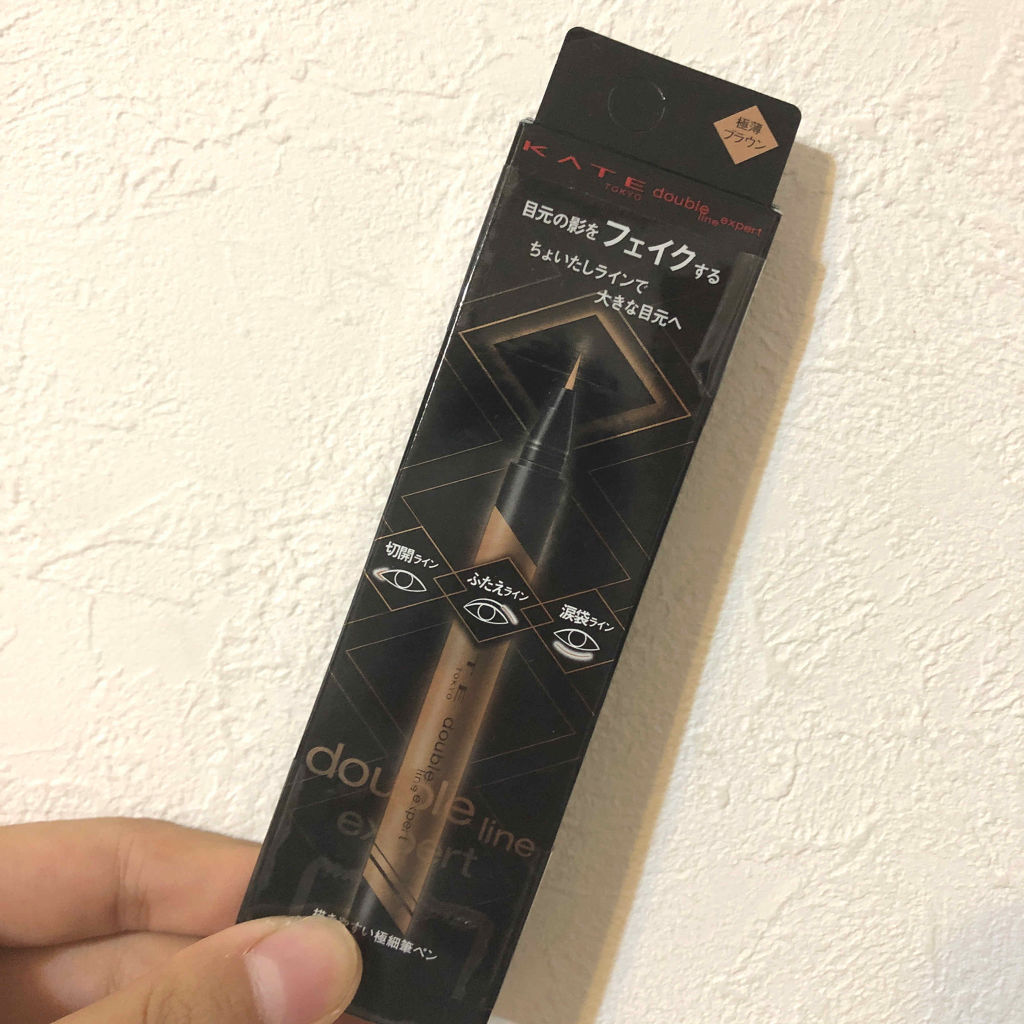 極薄
ブラウン
KATE
TOKYO
double
line expert
目元の影をフェイクする
ちょいたしラインで
大きな目元へ
切開ライン
ふたえライン
涙袋ライン
TOKYO
double
line expert
double line
expert
すい極細筆ペン